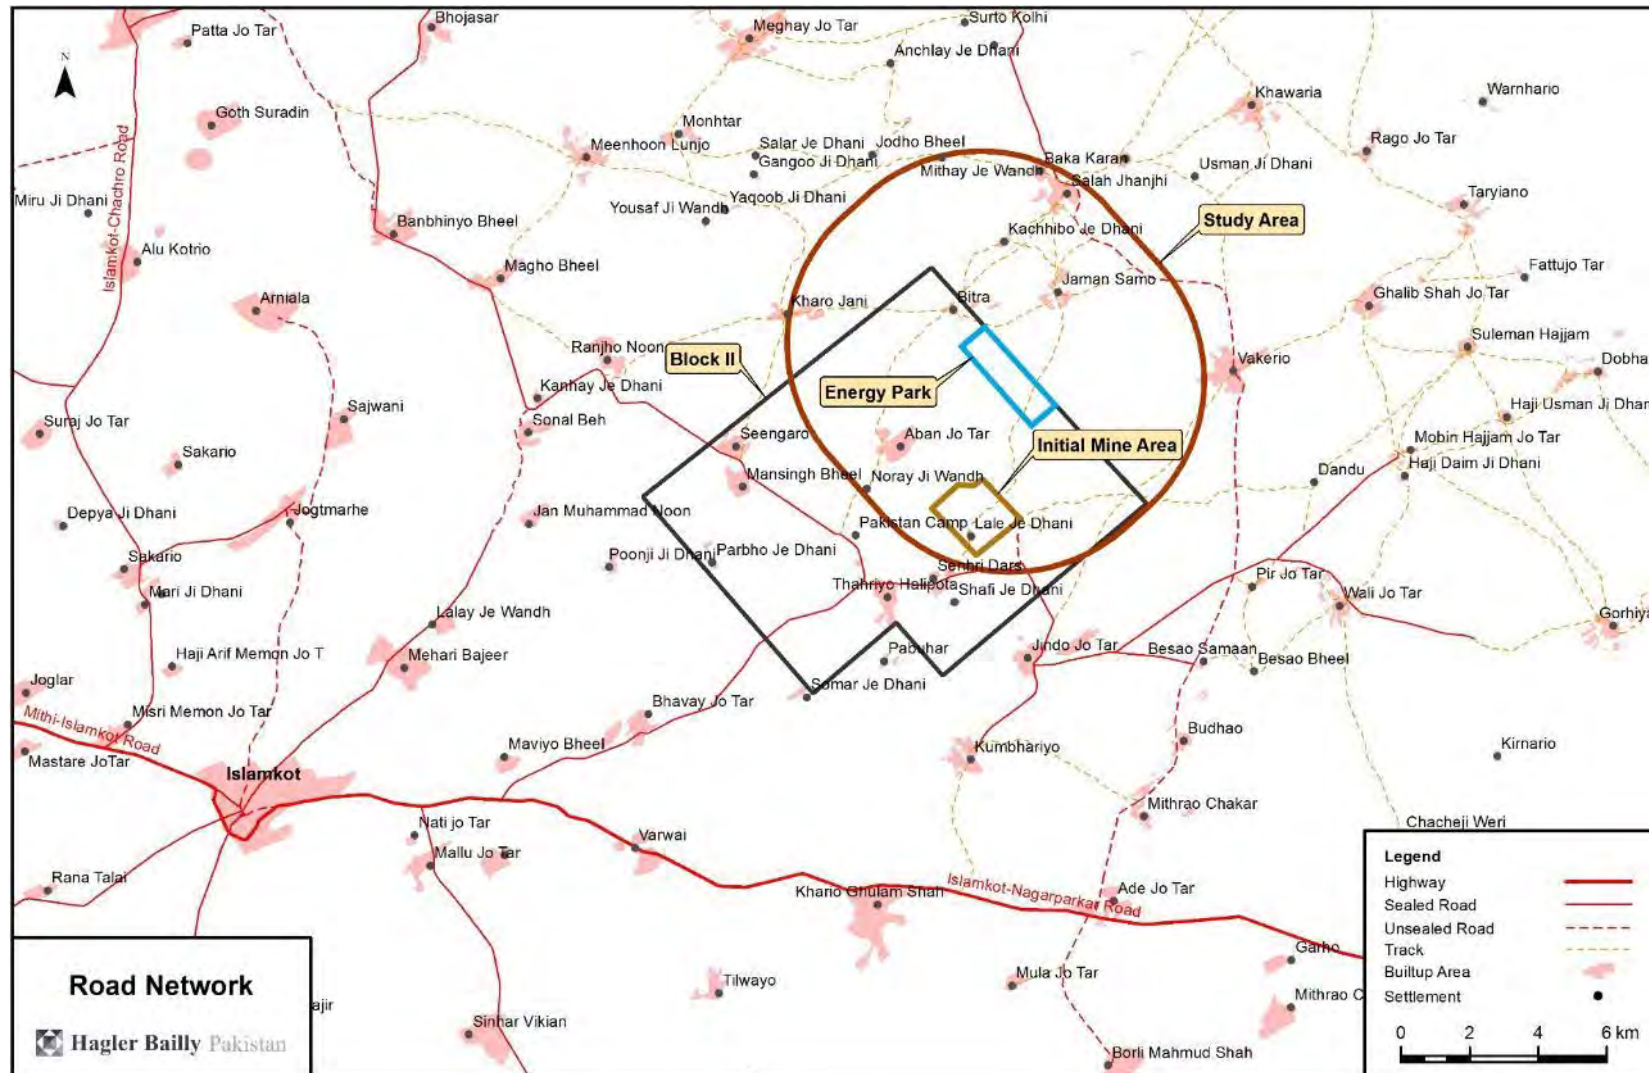 Bhojasar
Surto Kolhi
Patta Jo Tar
Meghay Jo Tar
Anchlay Je Dhani
N
Khawaria
Warnhario
Goth Suradin
Monhtar
Rago Jo Tar
Meenhoon Lunjo
Salar Je Dhani
Jodho Bheel
Gangoo Ji Dhani
Baka Karan
Mithay Je Wandh
Usman Ji Dhani
Salah Jhanjhi
Miru Ji Dhani
Yaqoob Ji Dhani
Taryiano
Yousaf Ji Wandh
Islamkot-Chachro Road
Banbhinyo Bheel
Study Area
Kachhibo Je Dhani
Alu Kotrio
Magho Bheel
Jaman Samo
Fattujo Tar
Arniala
Kharo Jani
Bitra
Ghalib Shah Jo Tar
Suleman Hajjam
Ranjho Noon
Block II
Vakerio
Dobha
Kanhay Je Dhani
Energy Park
Suraj Jo Tar
Sajwani
Sonal Beh
Haji Usman Ji Dhan
Seengaro
Aban Jo Tar
Initial Mine Area
Mobin Hajjam Jo Tar
Sakario
Mansingh Bheel
Noray Ji Wandh
Dandu
Haji Daim Ji Dhani
Depya Ji Dhani
Jogtmarhe
Jan Muhammad Noon
Pakistan Camp
Lale Je Dhani
Sakario
Poonji Ji Dhani
Parbho Je Dhani
Senhri Dars
Mari Ji Dhani
Thahriyo Halipota
Shafi Je Dhani
Pir Jo Tar
Wali Jo Tar
Lalay Je Wandh
Gorhiya
Haji Arif Memon Jo T
Mehari Bajeer
Pabuhar
Jindo Jo Tar
Besao Samaan
Besao Bheel
Joglar
Somar Je Dhani
Misri Memon Jo Tar
Bhavay Jo Tar
Mithi-Islamkot Road
Budhao
Mastare JoTar
Maviyo Bheel
Kumbhariyo
Kirnario
Islamkot
Mithrao Chakar
Nati jo Tar
Varwai
Chacheji Weri
Mallu Jo Tar
Rana Talai
Khario Ghulam Shah
Islamkot-Nagarparkar Road
Ade Jo Tar
Garho
Tilwayo
Mula Jo Tar
Mithrao C
ajir
Sinhar Vikian
Borli Mahmud Shah
Road Network
Hagler Bailly Pakistan
Legend
Highway
Sealed Road
Unsealed Road
Track
Builtup Area
Settlement
0 2 4 6 km